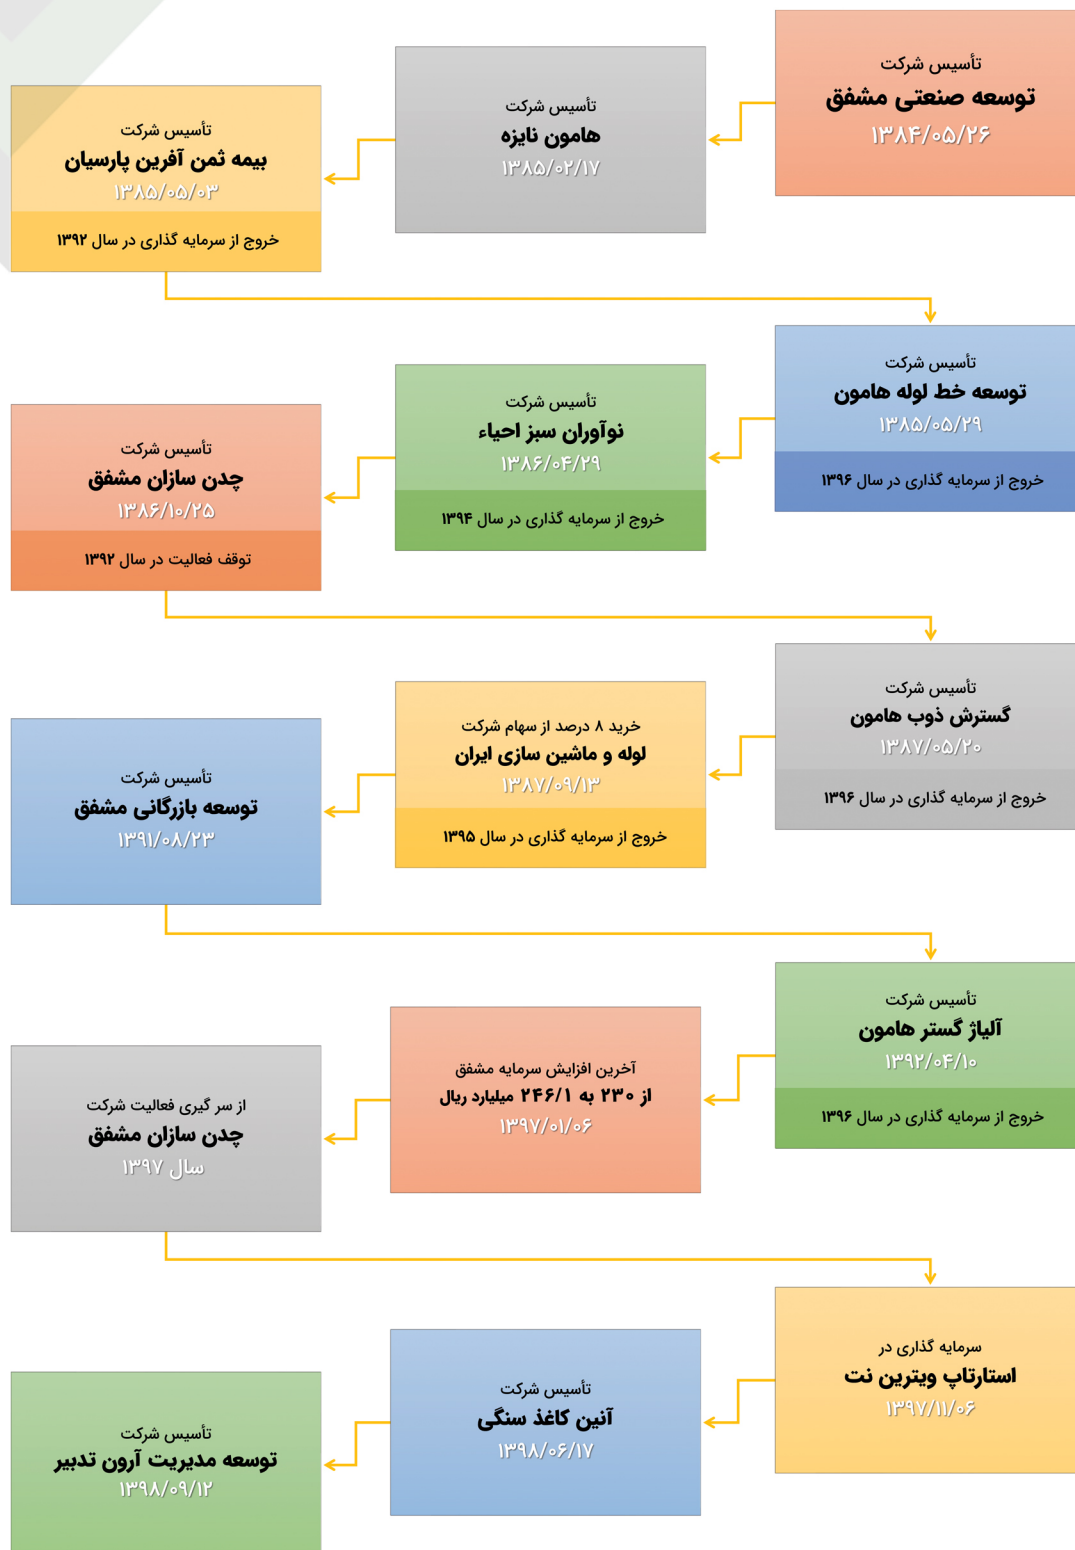 تأسیس شرکت
توسعه صنعتی مشفق
۱۳۸۴/۰۵/۲۶
تأسیس شرکت
هامون نایزه
۱۳۸۵/۰۲/۱۷
تأسیس شرکت
بیمه ثمن آفرین پارسیان
۱۳۸۵/۰۵/۰۳
خروج از سرمایه گذاری در سال ۱۳۹۲
تأسیس شرکت
توسعه خط لوله هامون
۱۳۸۵/۰۵/۲۹
خروج از سرمایه گذاری در سال ۱۳۹۶
تأسیس شرکت
نوآوران سبز احیاء
۱۳۸۶/۰۴/۲۹
خروج از سرمایه گذاری در سال ۱۳۹۴
تأسیس شرکت
چدن سازان مشفق
۱۳۸۶/۱۰/۲۵
توقف فعالیت در سال ۱۳۹۲
تأسیس شرکت
گسترش ذوب هامون
۱۳۸۷/۰۵/۲۰
خروج از سرمایه گذاری در سال ۱۳۹۶
خرید ۸ درصد از سهام شرکت
لوله و ماشین سازی ایران
۱۳۸۷/۰۹/۱۳
خروج از سرمایه گذاری در سال ۱۳۹۵
تأسیس شرکت
توسعه بازرگانی مشفق
۱۳۹۱/۰۸/۲۳
تأسیس شرکت
آلیاژ گستر هامون
۱۳۹۲/۰۴/۱۰
خروج از سرمایه گذاری در سال ۱۳۹۶
آخرین افزایش سرمایه مشفق
از ۲۳۰ به ۲۴۶/۱ میلیارد ریال
۱۳۹۷/۰۱/۰۶
از سر گیری فعالیت شرکت
چدن سازان مشفق
سال ۱۳۹۷
سرمایه گذاری در
استارتاپ ویترین نت
۱۳۹۷/۱۱/۰۶
تأسیس شرکت
آنین کاغذ سنگی
۱۳۹۸/۰۶/۱۷
تأسیس شرکت
توسعه مدیریت آرون تدبیر
۱۳۹۸/۰۹/۱۲